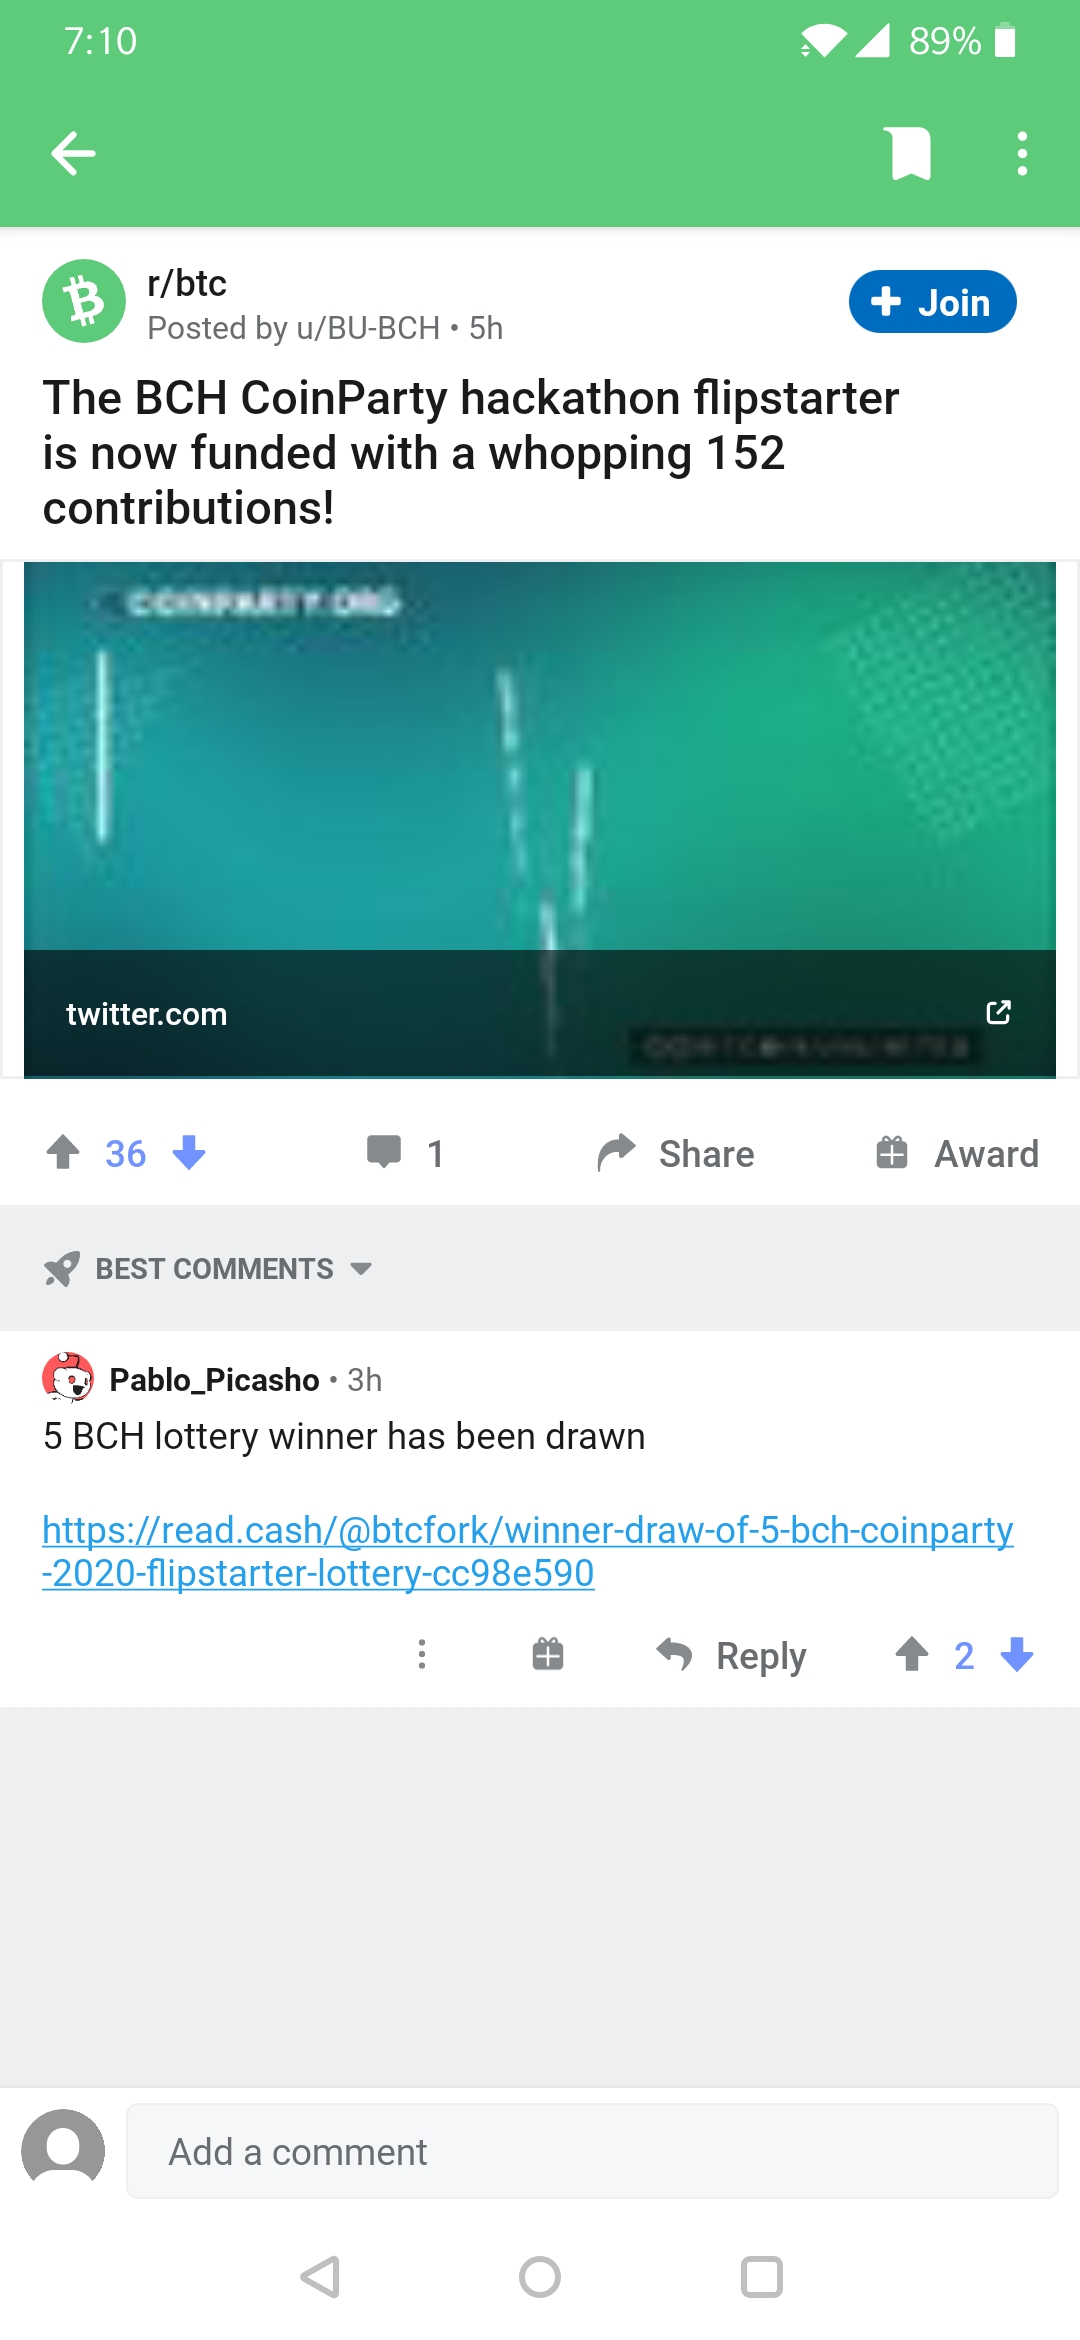 7:10
89%
r/btc
Join
Posted by u/BU-BCH • 5h
The BCH CoinParty hackathon flipstarter
is now funded with a whopping 152
contributions!
COINPARTY.ORG
twitter.com
36
1
Share
Award
BEST COMMENTS
Pablo_Picasho • 3h
5 BCH lottery winner has been drawn
https://read.cash/@btcfork/winner-draw-of-5-bch-coinparty
-2020-flipstarter-lottery-cc98e590
Reply
2
Add a comment